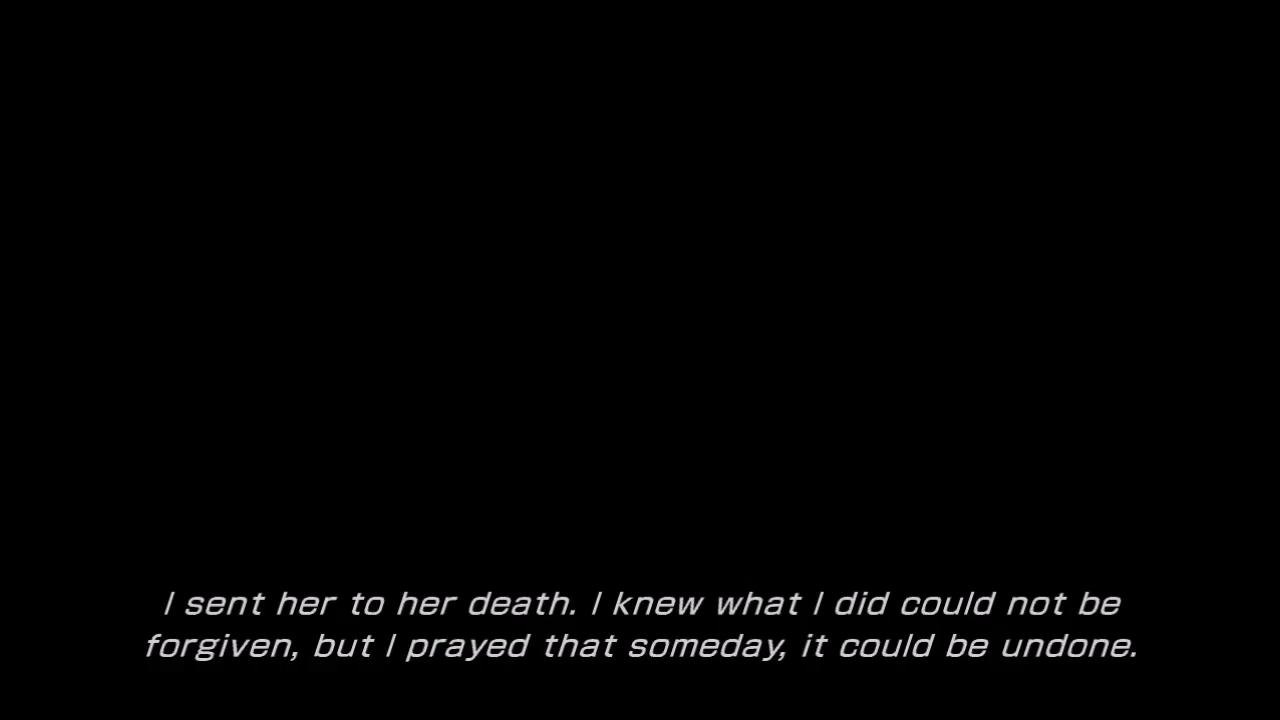 I sent her to her death. I knew what I did could not be
forgiven, but I prayed that someday, it could be undone.